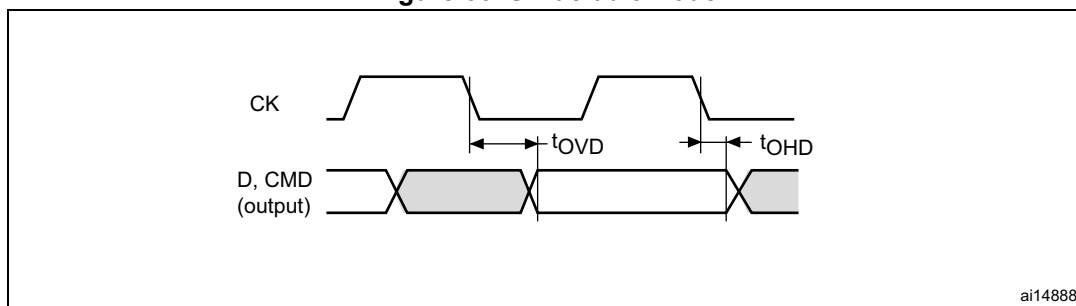 CK
tOVD
tOHD
D, CMD
(output)
ai14888